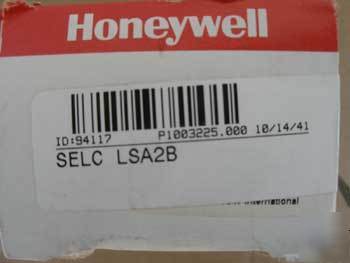 Honeywell
ID:94117 P1003225.000 10/14/41
SELC LSA2B
International